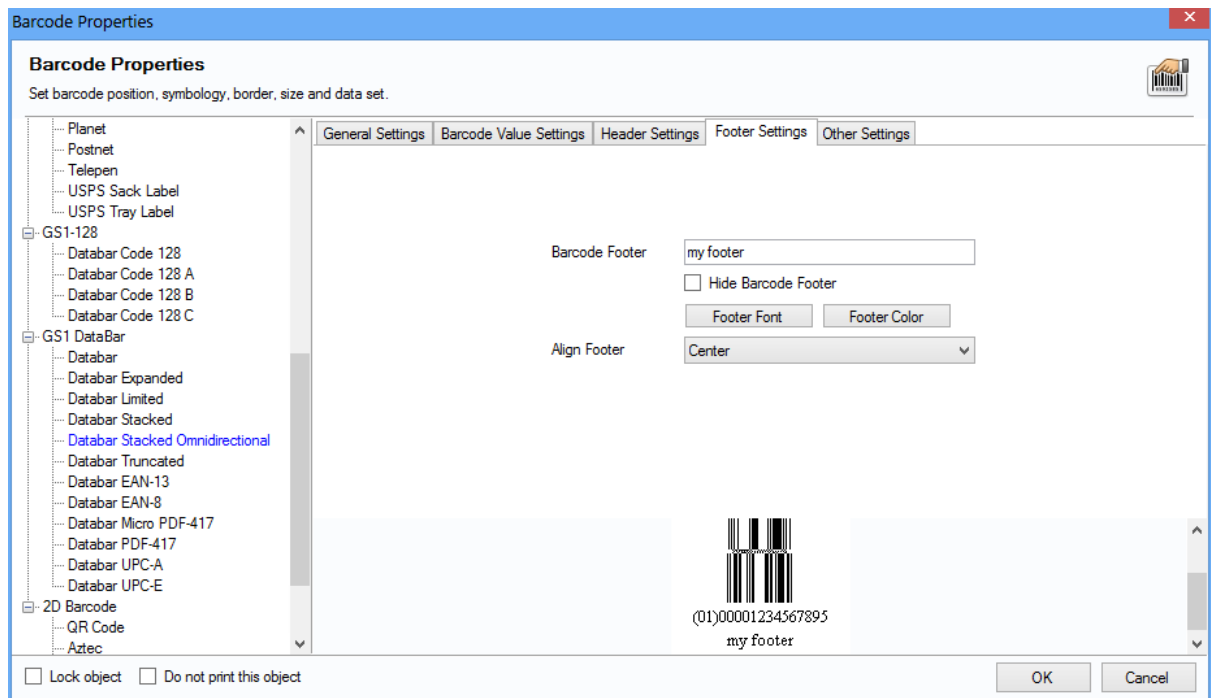 Barcode Properties
Barcode Properties
Set barcode position, symbology, border, size and data set.
Planet
Postnet
Telepen
USPS Sack Label
USPS Tray Label
GS1-128
Databar Code 128
Databar Code 128 A
Databar Code 128 B
Databar Code 128 C
GS1 DataBar
Databar
Databar Expanded
Databar Limited
Databar Stacked
Databar Stacked Omnidirectional
Databar Truncated
Databar EAN-13
Databar EAN-8
Databar Micro PDF-417
Databar PDF-417
Databar UPC-A
Databar UPC-E
2D Barcode
QR Code
Aztec
General Settings Barcode Value Settings Header Settings Footer Settings Other Settings
Barcode Footer my footer
Hide Barcode Footer
Footer Font Footer Color
Align Footer Center
(01)00001234567895
my footer
Lock object Do not print this object OK Cancel